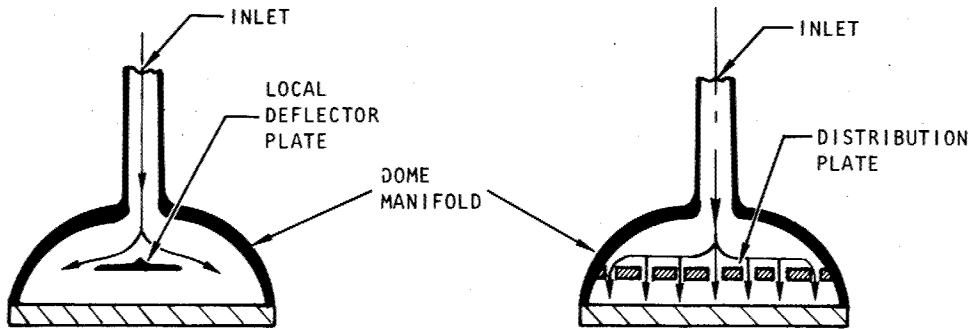 INLET
LOCAL
DEFLECTOR
PLATE
DOME
MANIFOLD
INLET
DISTRIBUTION
PLATE